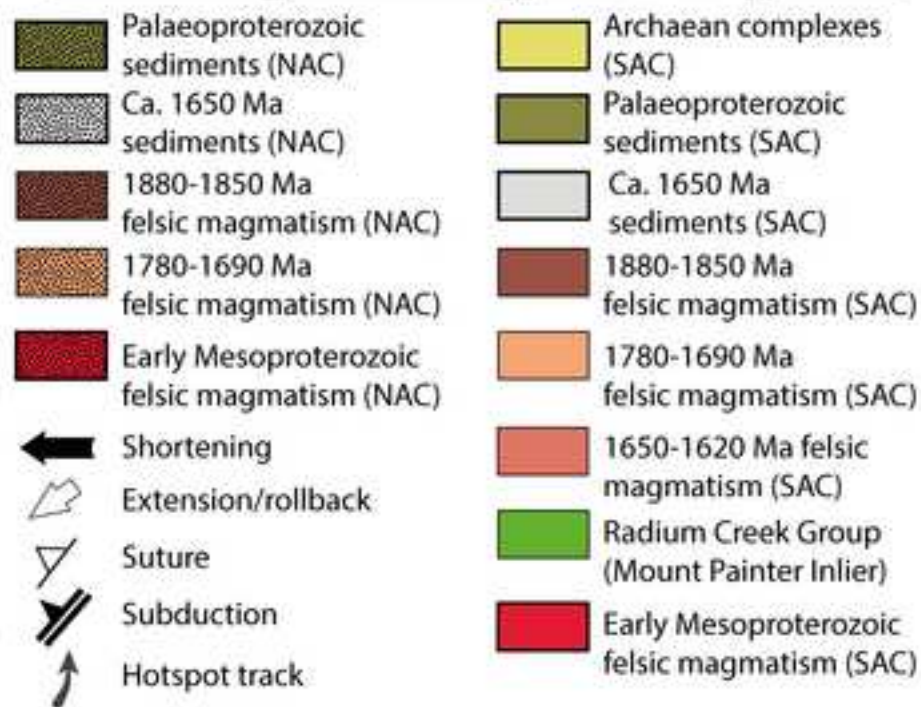 Palaeoproterozoic
sediments (NAC)
Ca. 1650 Ma
sediments (NAC)
1880-1850 Ma
felsic magmatism (NAC)
1780-1690 Ma
felsic magmatism (NAC)
Early Mesoproterozoic
felsic magmatism (NAC)
Shortening
Extension/rollback
Suture
Subduction
Hotspot track
Archaean complexes
(SAC)
Palaeoproterozoic
sediments (SAC)
Ca. 1650 Ma
sediments (SAC)
1880-1850 Ma
felsic magmatism (SAC)
1780-1690 Ma
felsic magmatism (SAC)
1650-1620 Ma felsic
magmatism (SAC)
Radium Creek Group
(Mount Painter Inlier)
Early Mesoproterozoic
felsic magmatism (SAC)